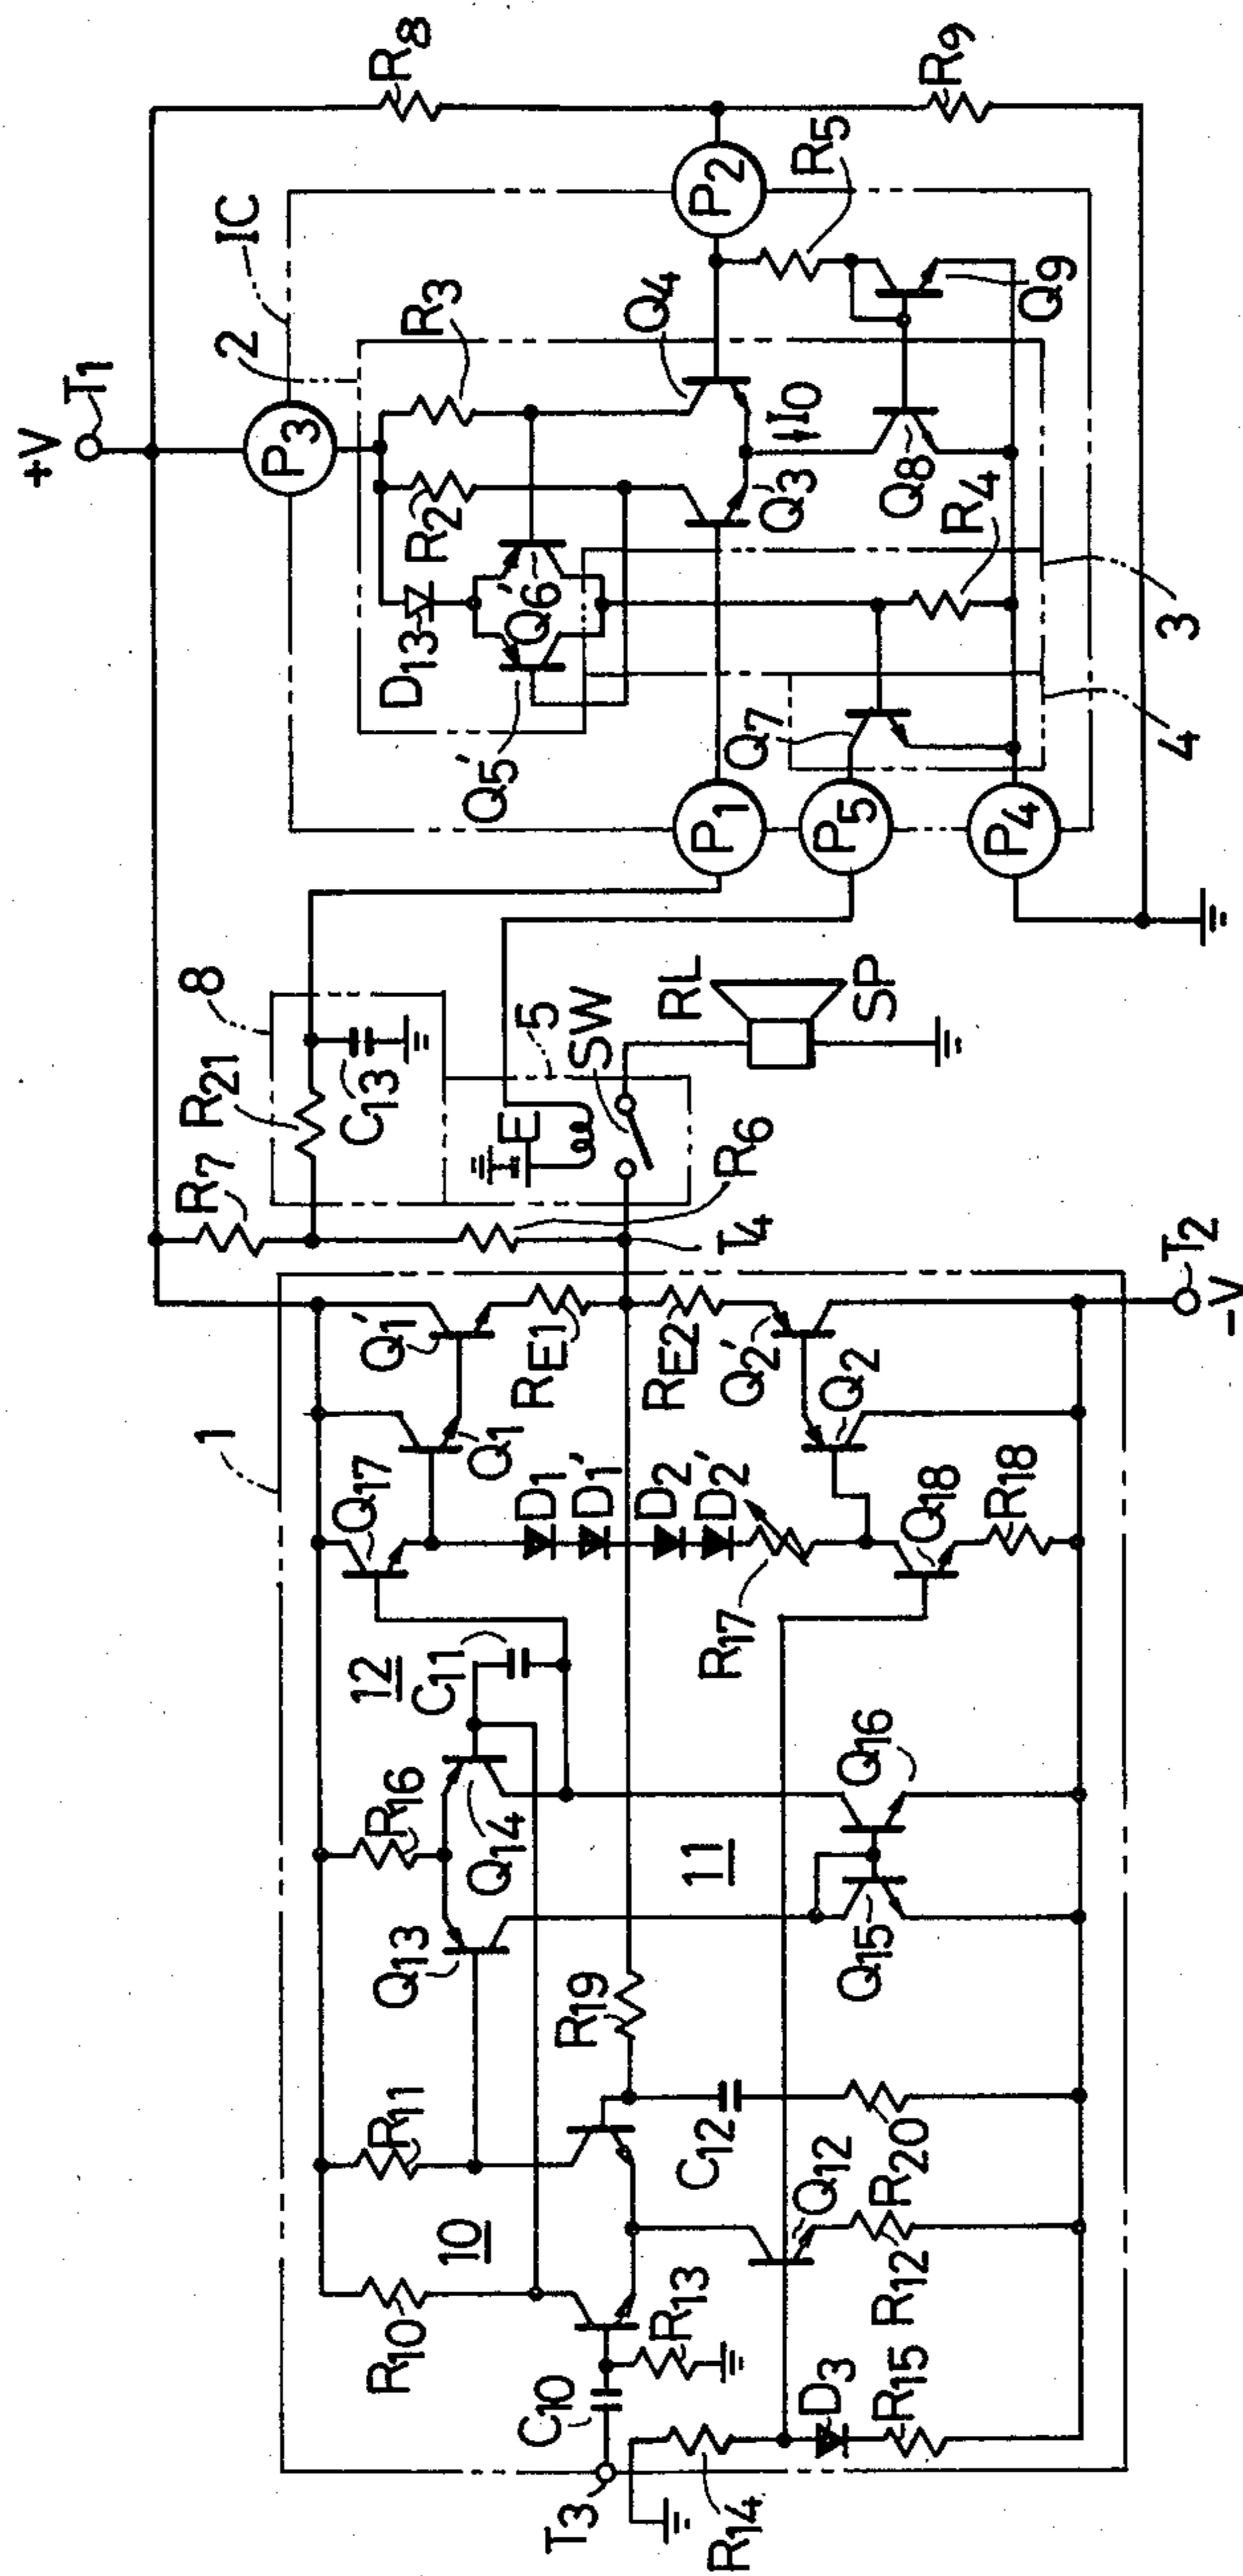 +V
T1
R8
P3
IC
2
R3
R2
D13
Q5'
Q6'
Q4
P2
R5
R9
Q3
I0
Q8
Q9
R4
Q7
P1
P5
P4
3
4
8
R7
R21
C13
5
E
SW
RL
SP
R6
T4
1
Q1'
Q17
Q1
RE1
D1
D1'
RE2
Q2'
D2
D2'
Q2
R17
Q18
R18
T2
-V
12
C11
R16
Q14
Q13
11
Q16
Q15
R19
R11
10
R10
C12
Q12
R20
R12
R13
C10
T3
D3
R15
R14